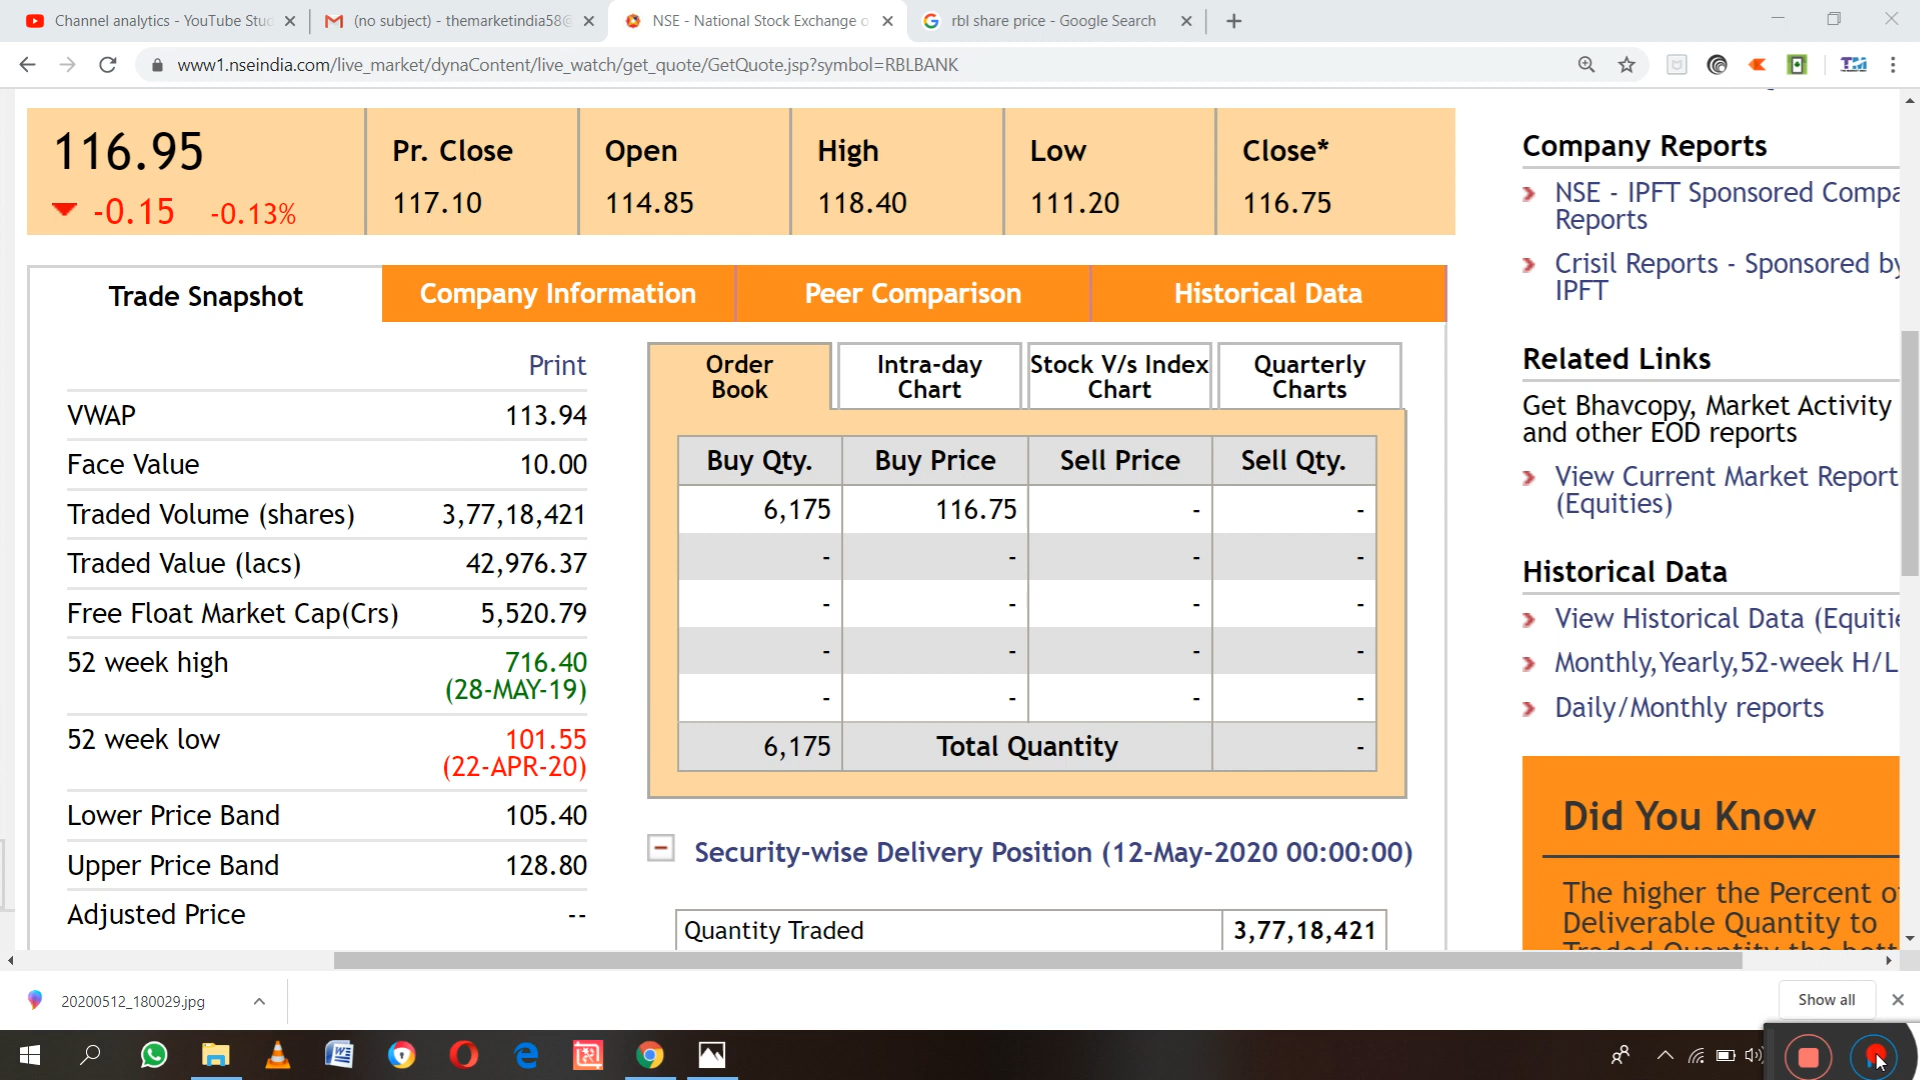 Channel analytics - YouTube Stud
(no subject) - themarketindia58@
NSE - National Stock Exchange o
rbl share price - Google Search
www1.nseindia.com/live_market/dynaContent/live_watch/get_quote/GetQuote.jsp?symbol=RBLBANK
116.95
-0.15 -0.13%
Pr. Close
117.10
Open
114.85
High
118.40
Low
111.20
Close*
116.75
Trade Snapshot
Company Information
Peer Comparison
Historical Data
Print
VWAP 113.94
Face Value 10.00
Traded Volume (shares) 3,77,18,421
Traded Value (lacs) 42,976.37
Free Float Market Cap(Crs) 5,520.79
52 week high 716.40
(28-MAY-19)
52 week low 101.55
(22-APR-20)
Lower Price Band 105.40
Upper Price Band 128.80
Adjusted Price --
Order
Book
Intra-day
Chart
Stock V/s Index
Chart
Quarterly
Charts
Buy Qty. Buy Price Sell Price Sell Qty.
6,175 116.75 - -
- - - -
- - - -
- - - -
- - - -
6,175 Total Quantity -
Security-wise Delivery Position (12-May-2020 00:00:00)
Quantity Traded 3,77,18,421
Company Reports
NSE - IPFT Sponsored Compa
Reports
Crisil Reports - Sponsored by
IPFT
Related Links
Get Bhavcopy, Market Activity
and other EOD reports
View Current Market Report
(Equities)
Historical Data
View Historical Data (Equitie
Monthly,Yearly,52-week H/L
Daily/Monthly reports
Did You Know
The higher the Percent o
Deliverable Quantity to
Traded Quantity the bett
20200512_180029.jpg
Show all